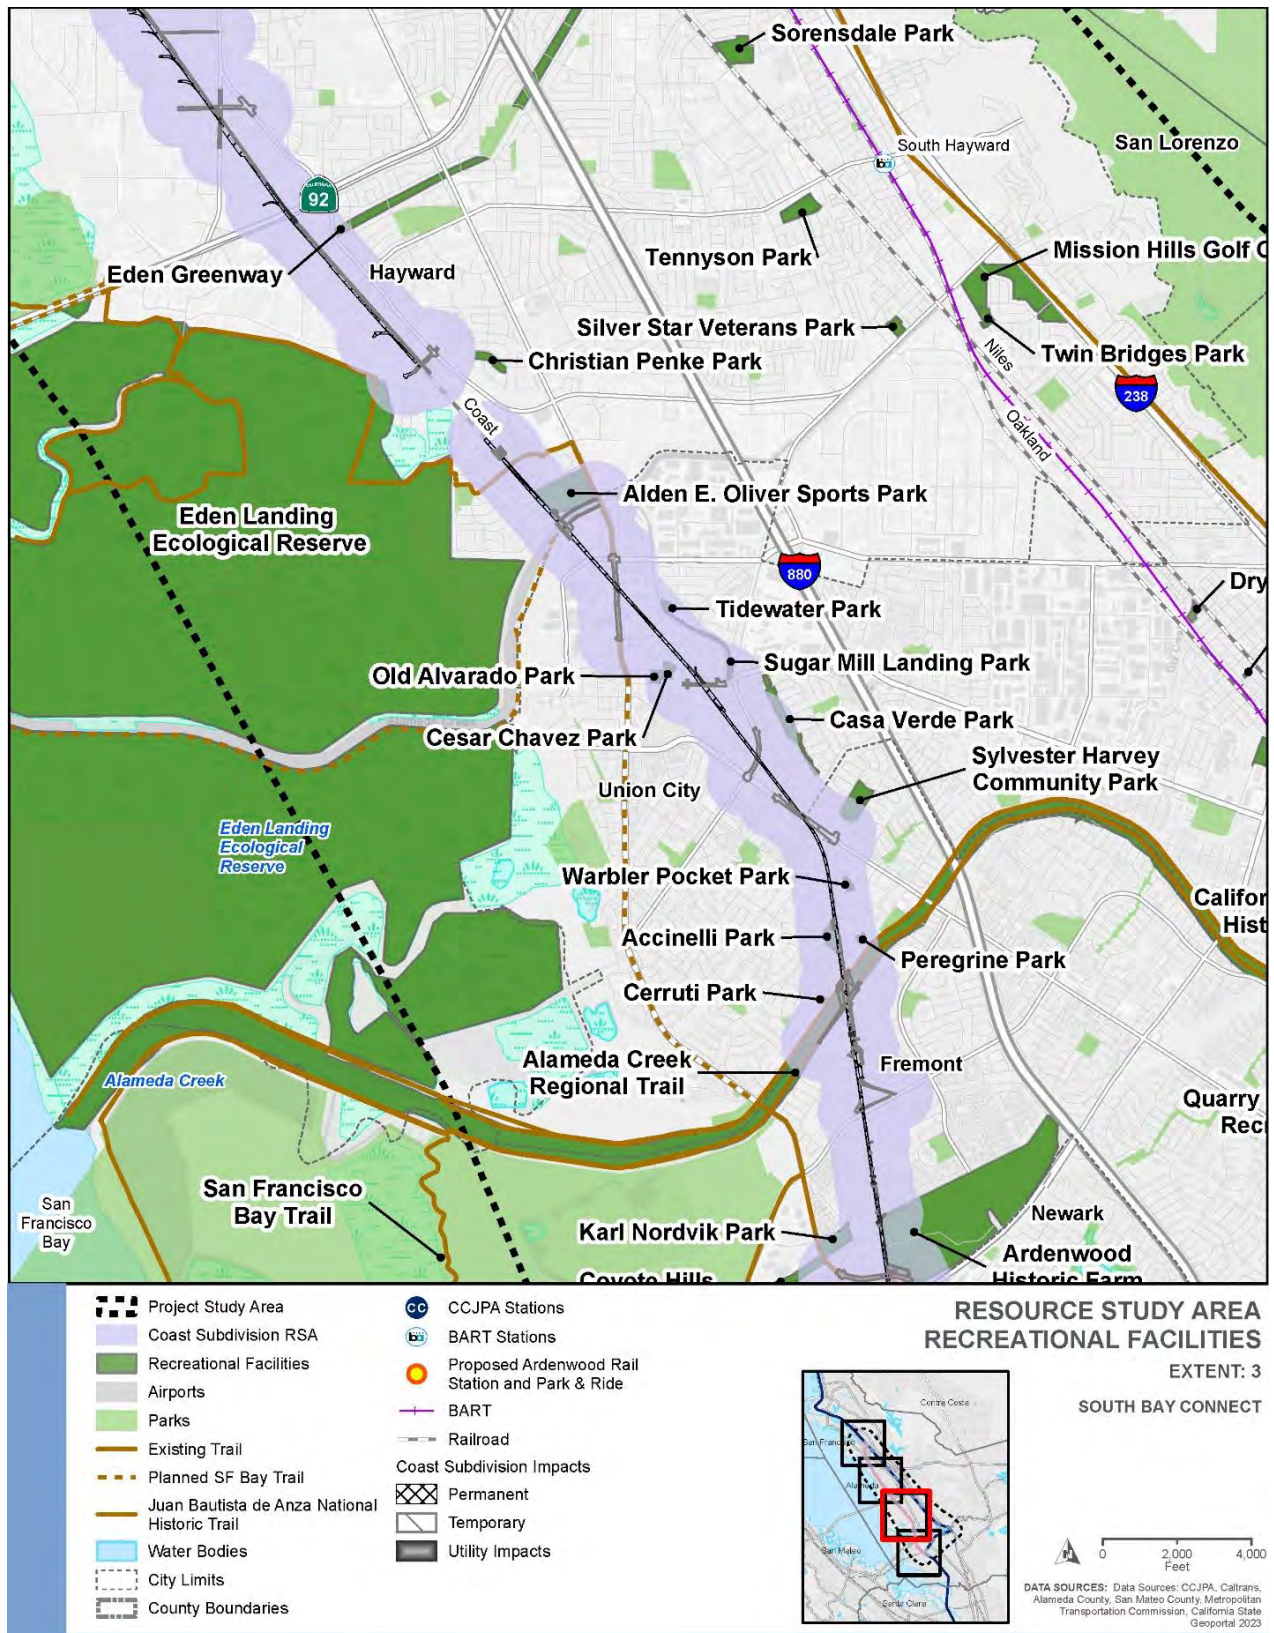 Sorensdale Park
South Hayward
San Lorenzo
92
Tennyson Park
Mission Hills Golf C
Eden Greenway
Hayward
Silver Star Veterans Park
Niles
Twin Bridges Park
Christian Penke Park
238
Coast
Oakland
Alden E. Oliver Sports Park
Eden Landing
Ecological Reserve
880
Dry
Tidewater Park
Sugar Mill Landing Park
Old Alvarado Park
Casa Verde Park
Cesar Chavez Park
Sylvester Harvey
Community Park
Union City
Eden Landing
Ecological
Reserve
Warbler Pocket Park
Califor
Hist
Accinelli Park
Peregrine Park
Cerruti Park
Alameda Creek
Regional Trail
Fremont
Alameda Creek
Quarry
Rec
San Francisco
Bay Trail
San
Francisco
Bay
Newark
Karl Nordvik Park
Ardenwood
Historic Farm
Coyote Hills
Project Study Area
Coast Subdivision RSA
Recreational Facilities
Airports
Parks
Existing Trail
Planned SF Bay Trail
Juan Bautista de Anza National
Historic Trail
Water Bodies
City Limits
County Boundaries
CC
CCJPA Stations
BART Stations
Proposed Ardenwood Rail
Station and Park & Ride
BART
Railroad
Coast Subdivision Impacts
Permanent
Temporary
Utility Impacts
RESOURCE STUDY AREA
RECREATIONAL FACILITIES
EXTENT: 3
SOUTH BAY CONNECT
Contra Costa
San Francisco
Alameda
San Mateo
Santa Clara
N
0 2,000 4,000
Feet
DATA SOURCES: Data Sources: CCJPA, Caltrans,
Alameda County, San Mateo County, Metropolitan
Transportation Commission, California State
Geoportal 2023